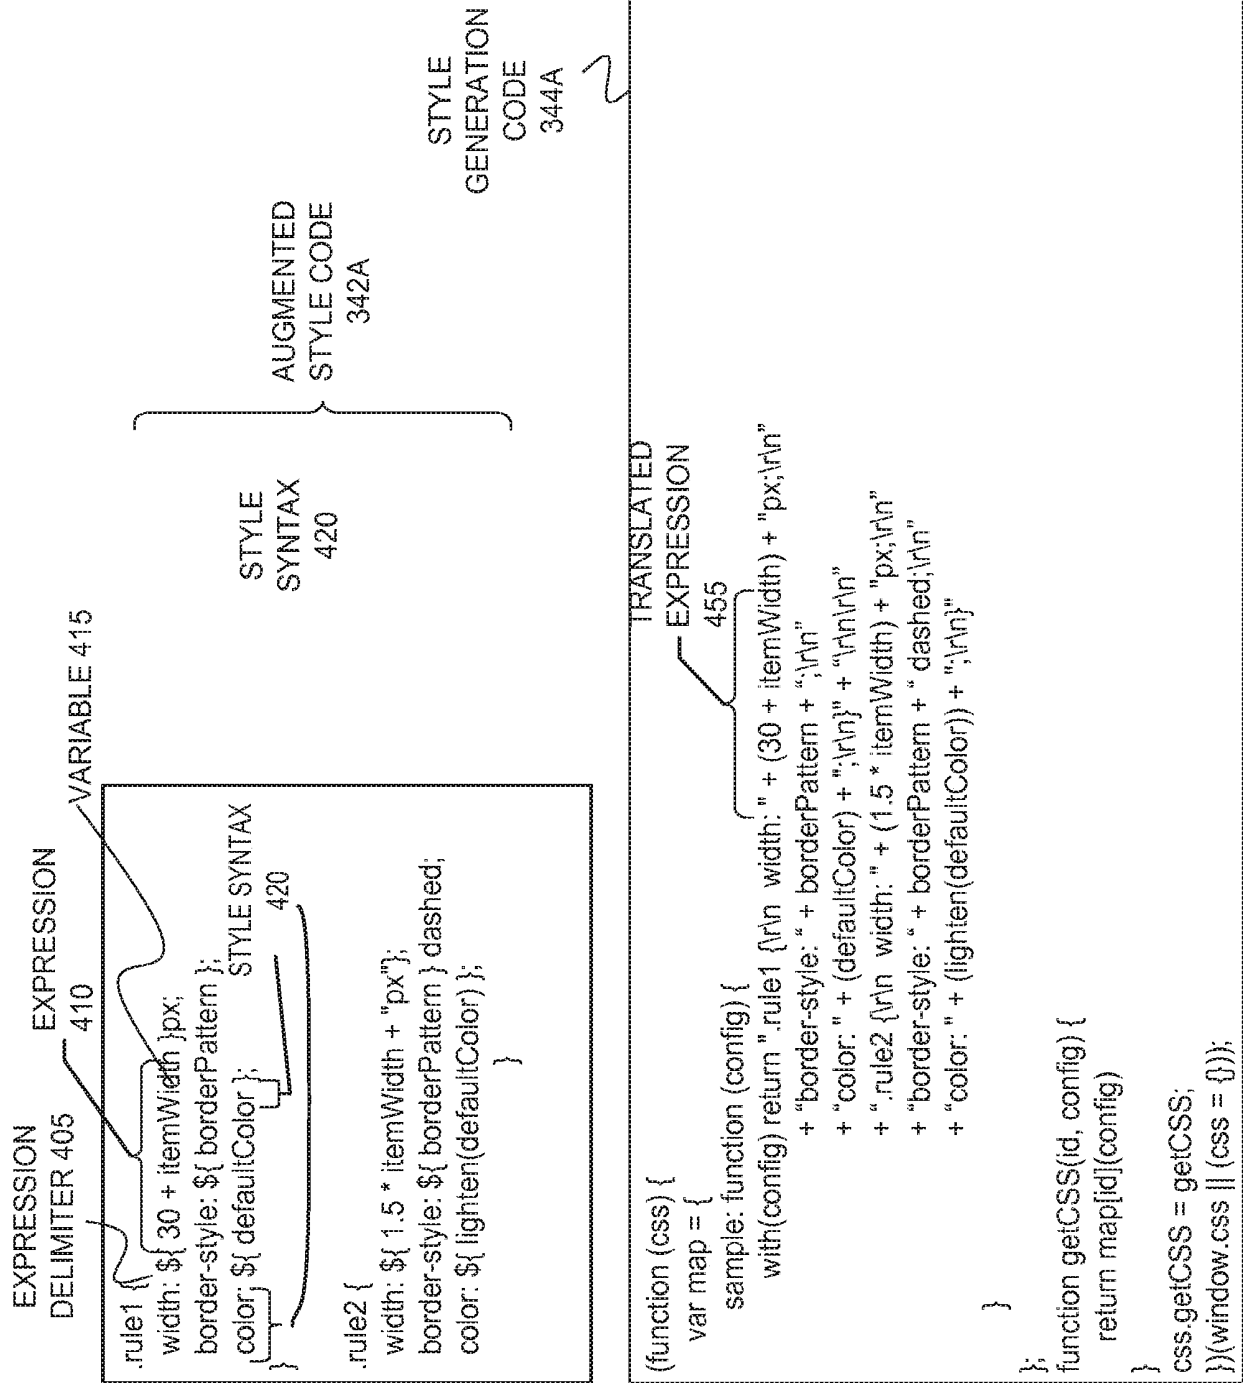 EXPRESSION
DELIMITER 405
EXPRESSION
410
VARIABLE 415
.rule1 {
width: ${ 30 + itemWidth }px;
border-style: ${ borderPattern };
color: ${ defaultColor };
}
STYLE SYNTAX
420
.rule2 {
width: ${ 1.5 * itemWidth + "px"};
border-style: ${ borderPattern } dashed;
color: ${ lighten(defaultColor) };
}
STYLE
SYNTAX
420
AUGMENTED
STYLE CODE
342A
STYLE
GENERATION
CODE
344A
TRANSLATED
EXPRESSION
455
(function (css) {
var map = {
sample: function (config) {
with(config) return ".rule1 {\r\n width: " + (30 + itemWidth) + "px;\r\n"
+ "border-style: " + borderPattern + ";\r\n"
+ "color: " + (defaultColor) + ";\r\n}" + "\r\n\r\n"
+ ".rule2 {\r\n width: " + (1.5 * itemWidth) + "px;\r\n"
+ "border-style: " + borderPattern + " dashed;\r\n"
+ "color: " + (lighten(defaultColor)) + ";\r\n}"
}
};
function getCSS(id, config) {
return map[id](config)
}
css.getCSS = getCSS;
})(window.css || (css = {}));